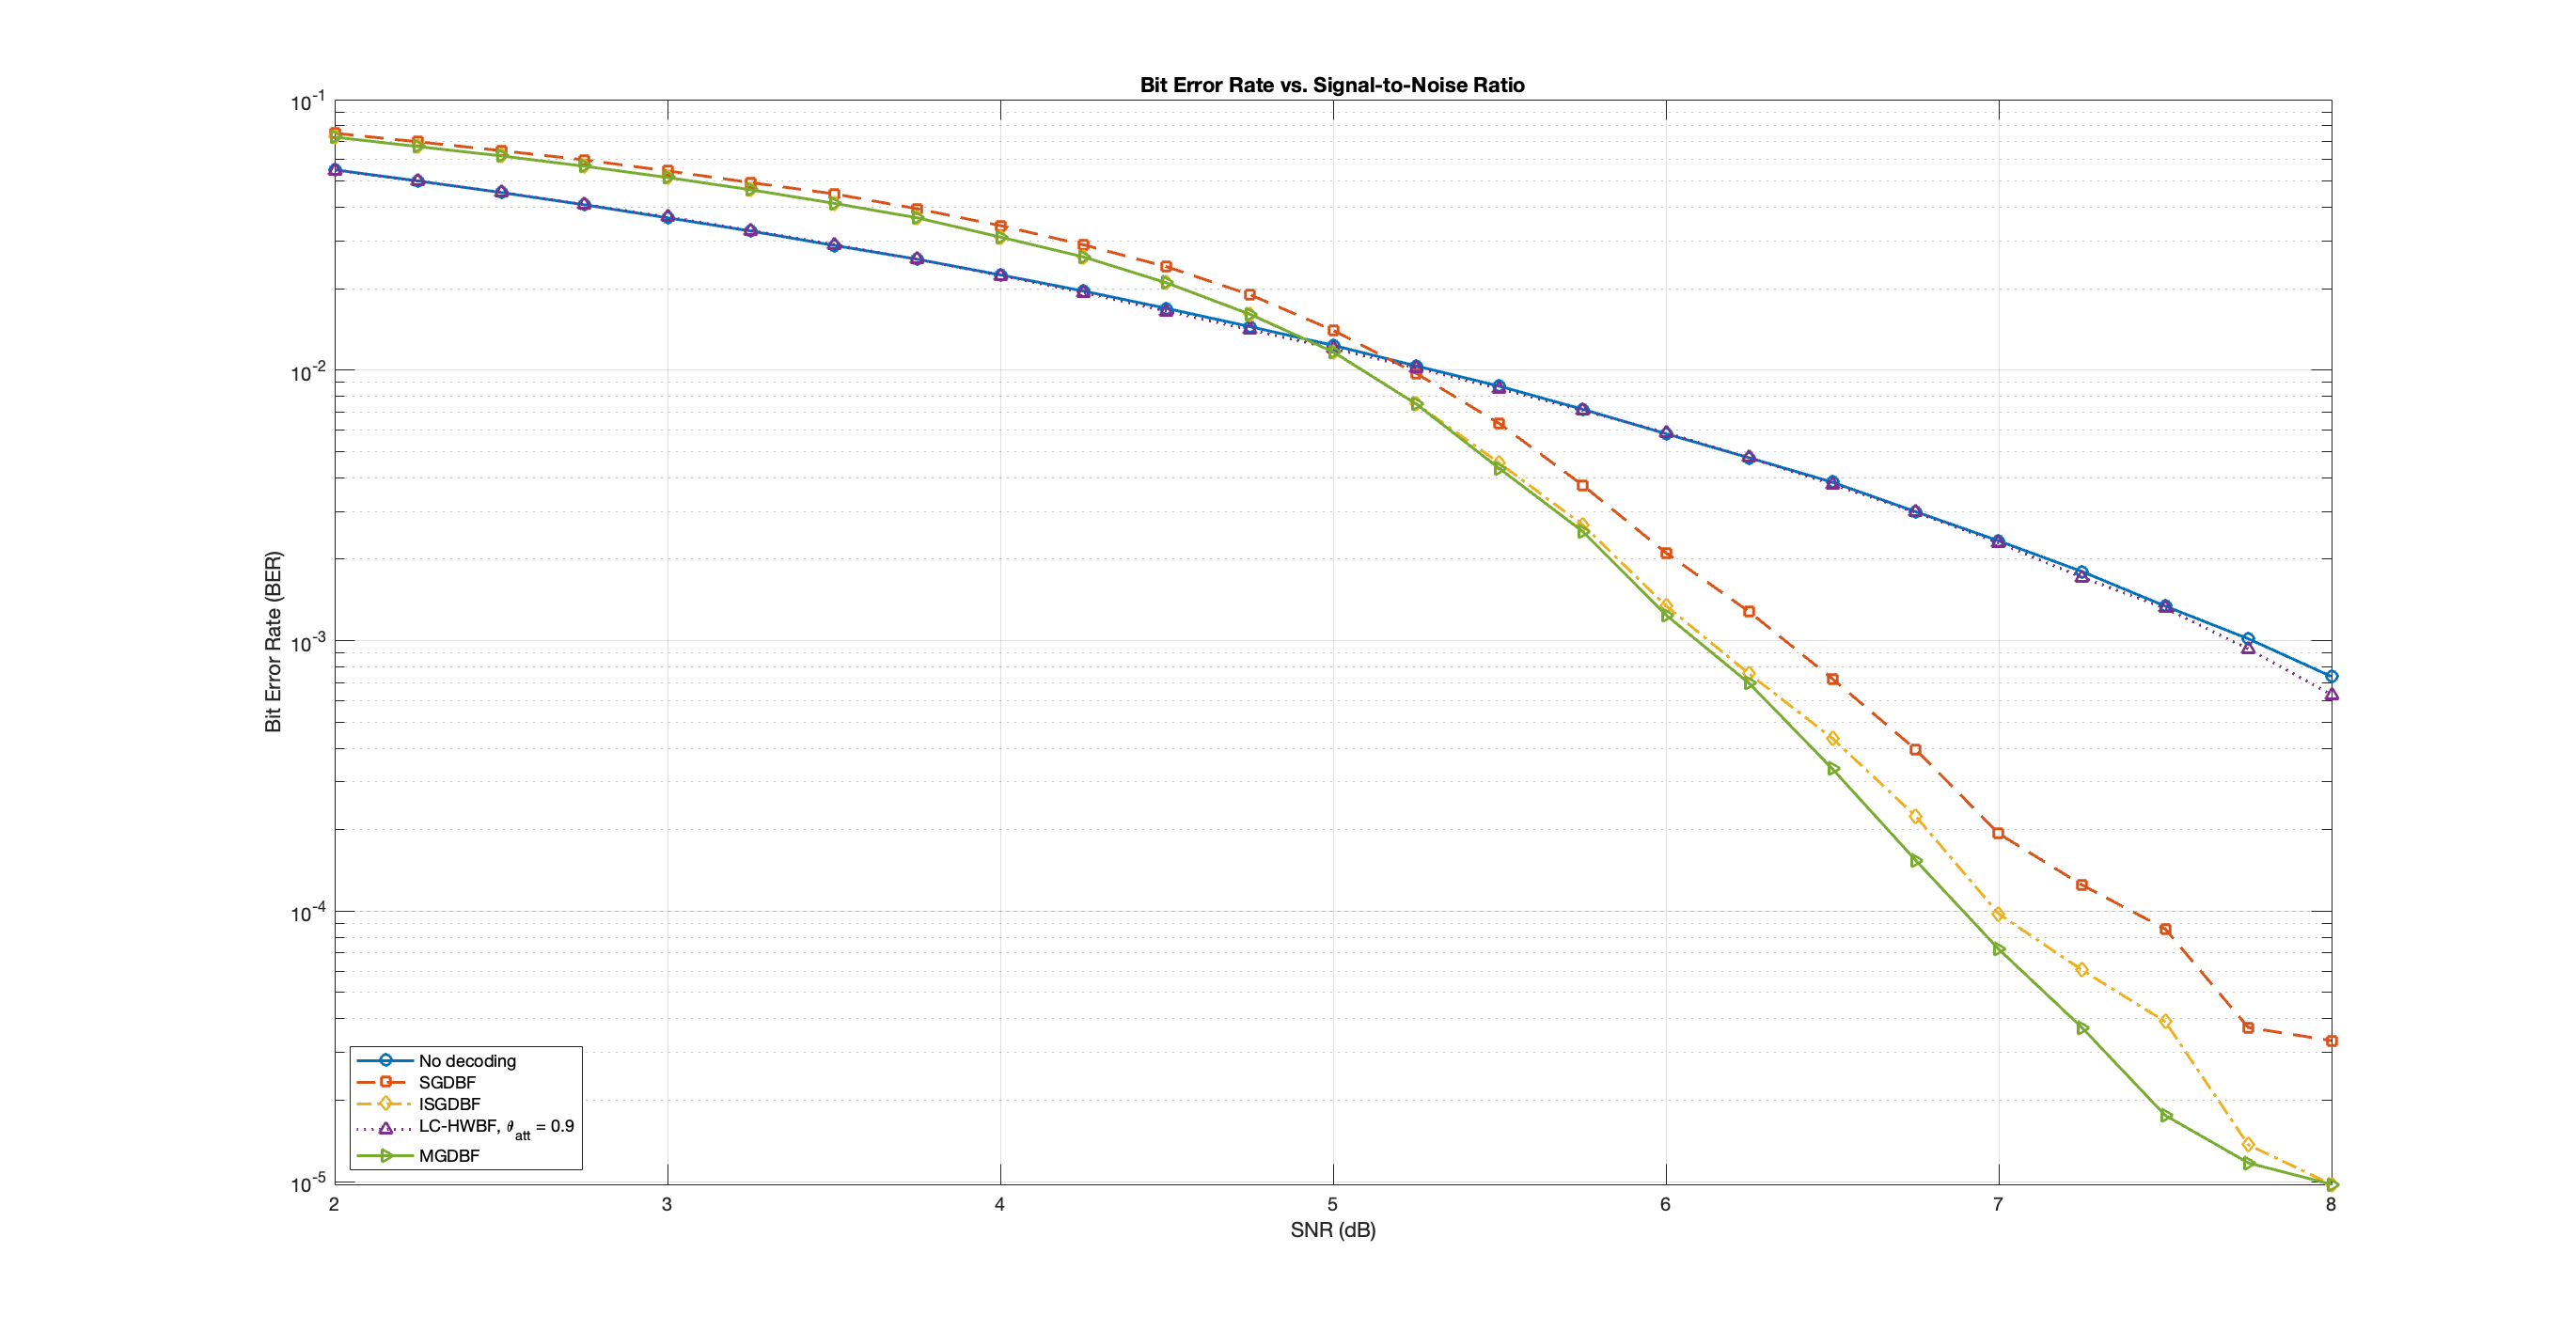 Bit Error Rate vs. Signal-to-Noise Ratio
10^-1
10^-2
10^-3
10^-4
10^-5
Bit Error Rate (BER)
No decoding
SGDBF
ISGDBF
LC-HWBF, θ_att = 0.9
MGDBF
2 3 4 5 6 7 8
SNR (dB)